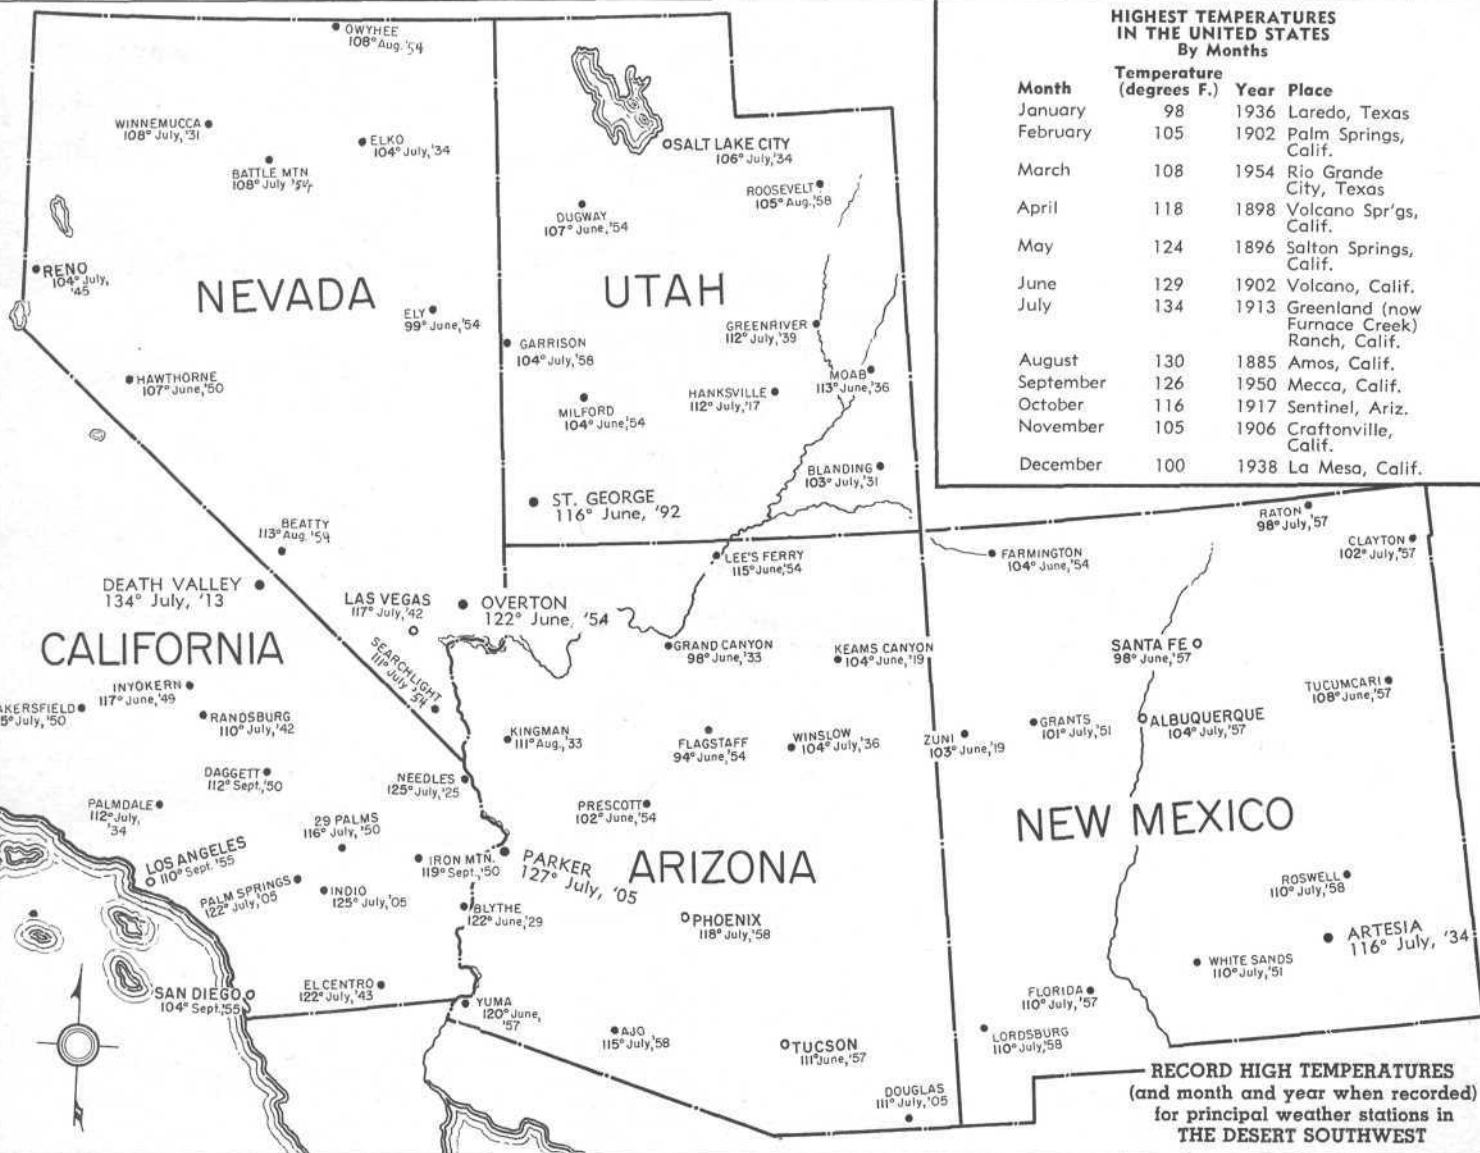 HIGHEST TEMPERATURES
IN THE UNITED STATES
By Months
Temperature
Month (degrees F.) Year Place
January 98 1936 Laredo, Texas
February 105 1902 Palm Springs,
Calif.
March 108 1954 Rio Grande
City, Texas
April 118 1898 Volcano Spr'gs,
Calif.
May 124 1896 Salton Springs,
Calif.
June 129 1902 Volcano, Calif.
July 134 1913 Greenland (now
Furnace Creek)
Ranch, Calif.
August 130 1885 Amos, Calif.
September 126 1950 Mecca, Calif.
October 116 1917 Sentinel, Ariz.
November 105 1906 Craftonville,
Calif.
December 100 1938 La Mesa, Calif.
OWYHEE
108° Aug. '54
WINNEMUCCA
108° July, '31
ELKO
104° July, '34
BATTLE MTN.
108° July '54
RENO
104° July,
'45
NEVADA
ELY
99° June, '54
HAWTHORNE
107° June, '50
BEATTY
113° Aug. '54
LAS VEGAS
117° July, '42
OVERTON
122° June, '54
SEARCHLIGHT
111° July '54
SALT LAKE CITY
106° July, '34
ROOSEVELT
105° Aug., '58
DUGWAY
107° June, '54
UTAH
GREENRIVER
112° July, '39
GARRISON
104° July, '58
MOAB
113° June, '36
HANKSVILLE
112° July, '17
MILFORD
104° June, '54
BLANDING
103° July, '31
ST. GEORGE
116° June, '92
DEATH VALLEY
134° July, '13
CALIFORNIA
INYOKERN
117° June, '49
AKERSFIELD
5° July, '50
RANDSBURG
110° July, '42
DAGGETT
112° Sept., '50
NEEDLES
125° July, '25
PALMDALE
112° July,
'34
29 PALMS
116° July, '50
LOS ANGELES
110° Sept. '55
IRON MTN.
119° Sept., '50
PALM SPRINGS
122° July, '05
INDIO
125° July, '05
BLYTHE
122° June, '29
EL CENTRO
122° July, '43
SAN DIEGO
104° Sept., '55
LEE'S FERRY
115° June, '54
GRAND CANYON
98° June, '33
KEAMS CANYON
104° June, '19
KINGMAN
111° Aug., '33
FLAGSTAFF
94° June, '54
WINSLOW
104° July, '36
PRESCOTT
102° June, '54
PARKER
127° July, '05
ARIZONA
PHOENIX
118° July, '58
YUMA
120° June,
'57
AJO
115° July, '58
TUCSON
111° June, '57
DOUGLAS
111° July, '05
RATON
98° July, '57
CLAYTON
102° July, '57
FARMINGTON
104° June, '54
SANTA FE
98° June, '57
TUCUMCARI
108° June, '57
GRANTS
101° July, '51
ALBUQUERQUE
104° July, '57
ZUNI
103° June, '19
NEW MEXICO
ROSWELL
110° July, '58
ARTESIA
116° July, '34
WHITE SANDS
110° July, '51
FLORIDA
110° July, '57
LORDSBURG
110° July, '58
N
RECORD HIGH TEMPERATURES
(and month and year when recorded)
for principal weather stations in
THE DESERT SOUTHWEST